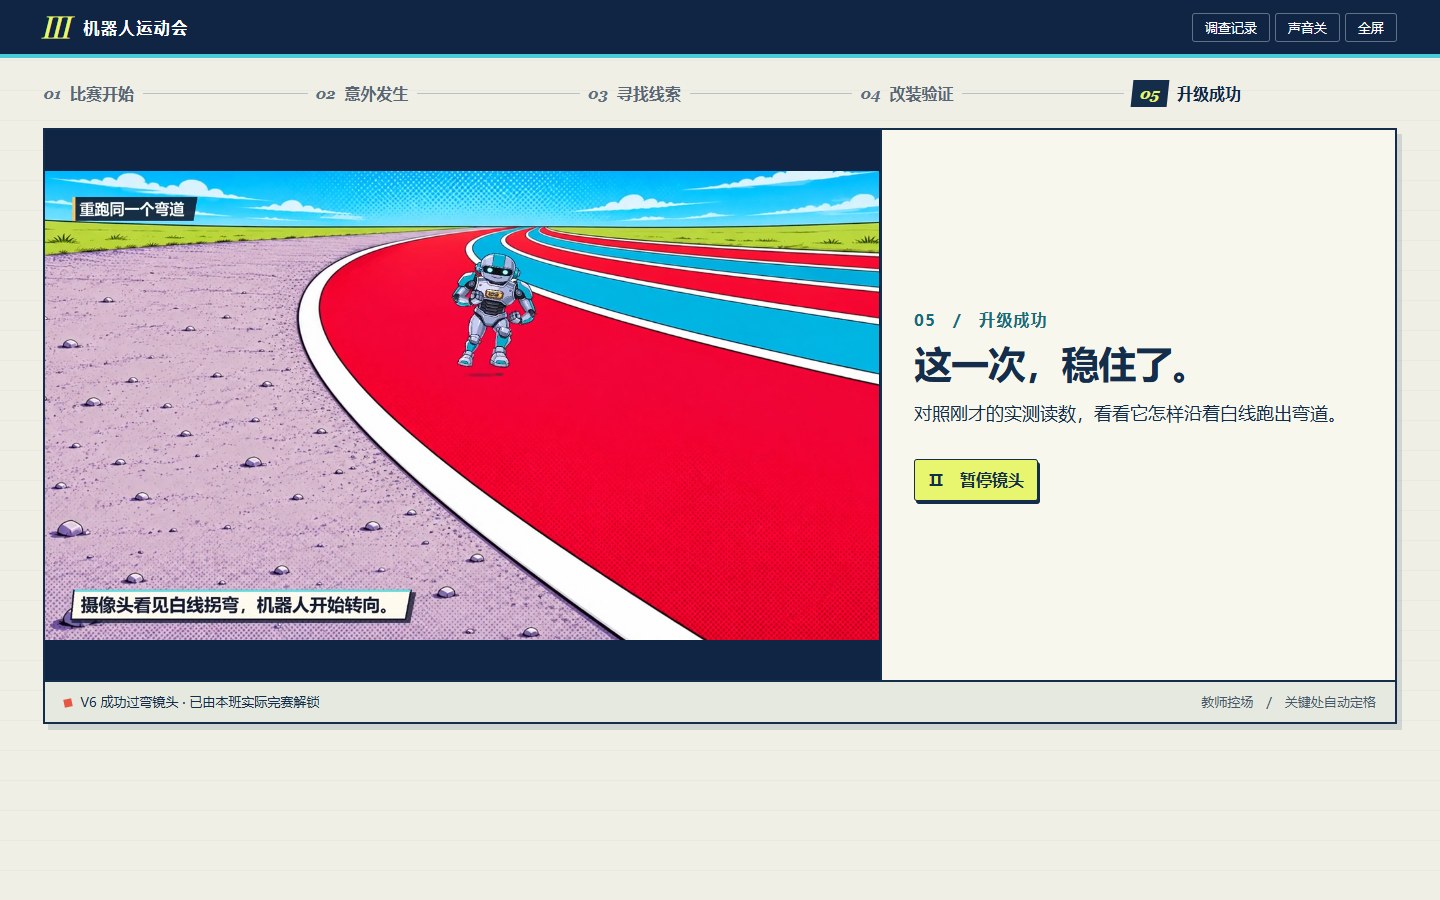 III 机器人运动会
调查记录 声音关 全屏
01 比赛开始 02 意外发生 03 寻找线索 04 改装验证 05 升级成功
重跑同一个弯道
摄像头看见白线拐弯，机器人开始转向。
05 / 升级成功
这一次，稳住了。
对照刚才的实测读数，看看它怎样沿着白线跑出弯道。
II 暂停镜头
V6 成功过弯镜头 · 已由本班实际完赛解锁
教师控场 / 关键处自动定格